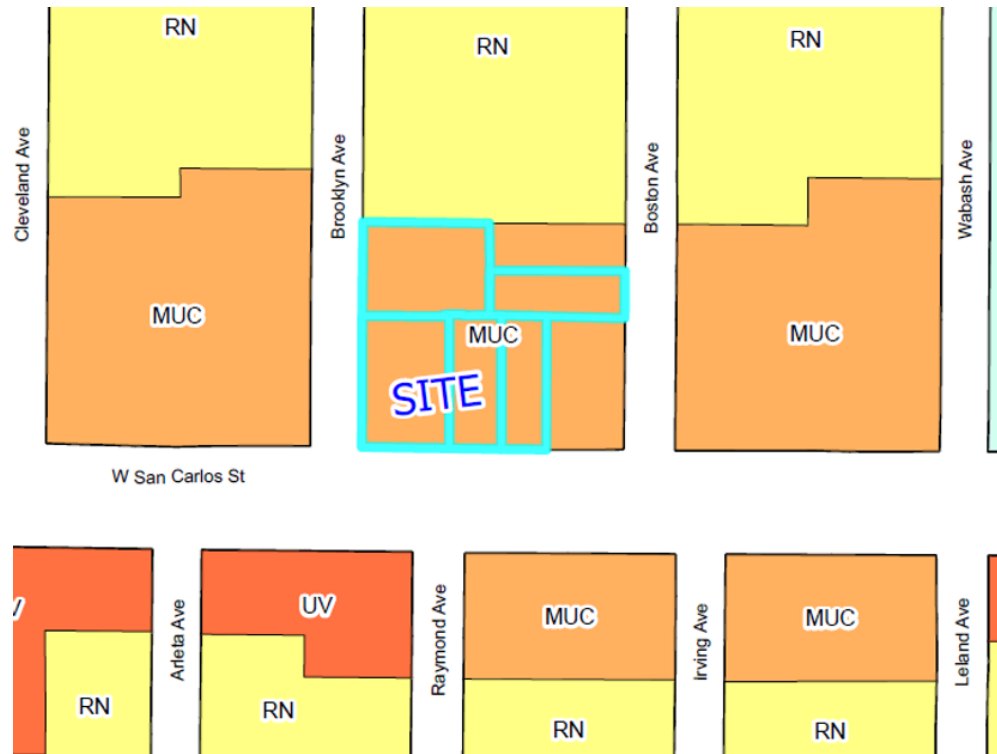 RN
RN
RN
Cleveland Ave
Brooklyn Ave
Boston Ave
Wabash Ave
MUC
MUC
MUC
SITE
W San Carlos St
UV
MUC
MUC
Arleta Ave
Raymond Ave
Irving Ave
Leland Ave
RN
RN
RN
RN